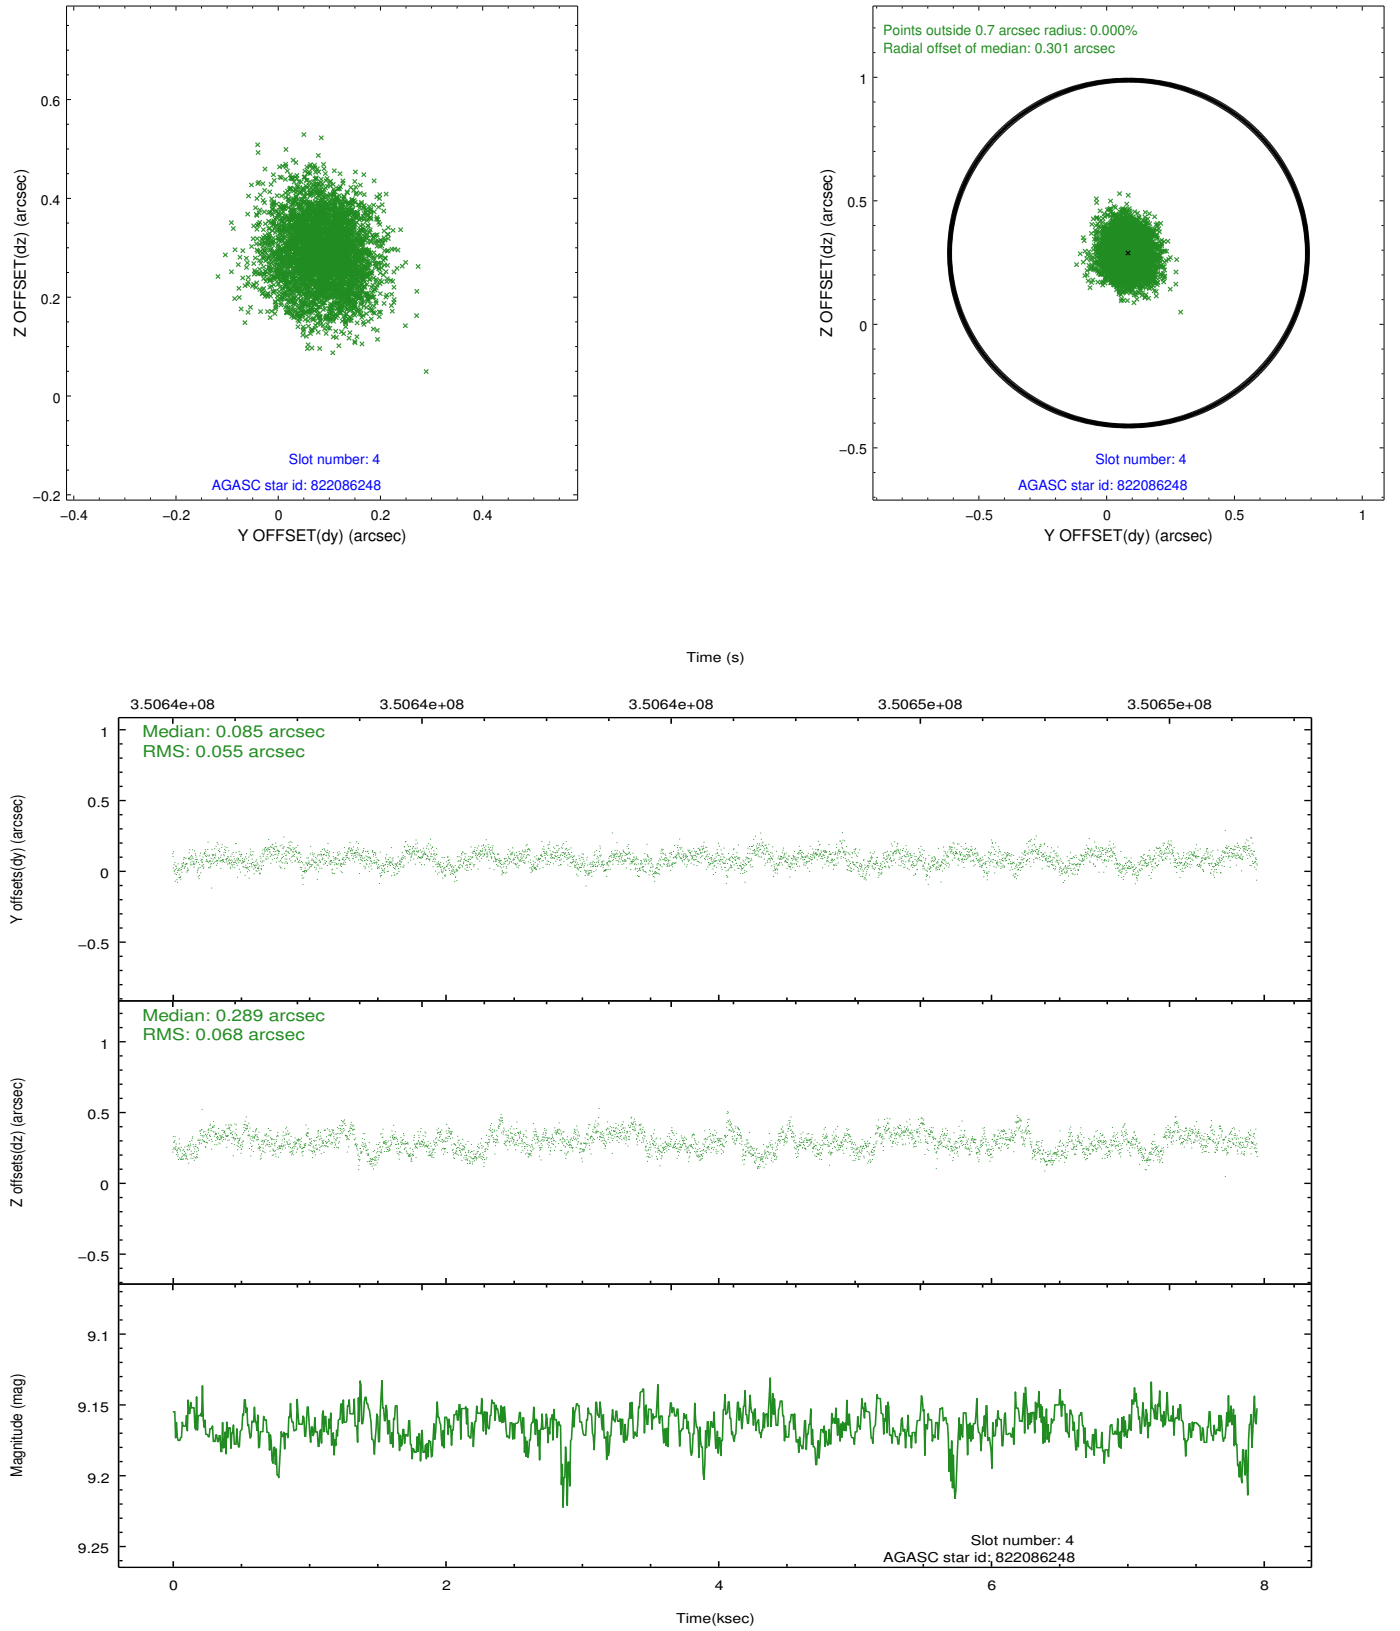 0.6
0.4
0.2
0
−0.2
Z OFFSET(dz) (arcsec)
Slot number: 4
AGASC star id: 822086248
−0.4 −0.2 0 0.2 0.4
Y OFFSET(dy) (arcsec)
Points outside 0.7 arcsec radius: 0.000%
Radial offset of median: 0.301 arcsec
1
0.5
0
−0.5
Z OFFSET(dz) (arcsec)
Slot number: 4
AGASC star id: 822086248
−0.5 0 0.5 1
Y OFFSET(dy) (arcsec)
Time (s)
3.5064e+08 3.5064e+08 3.5064e+08 3.5065e+08 3.5065e+08
Median: 0.085 arcsec
RMS: 0.055 arcsec
1
0.5
0
−0.5
Y offsets(dy) (arcsec)
Median: 0.289 arcsec
RMS: 0.068 arcsec
1
0.5
0
−0.5
Z offsets(dz) (arcsec)
9.1
9.15
9.2
9.25
Magnitude (mag)
Slot number: 4
AGASC star id: 822086248
0 2 4 6 8
Time(ksec)